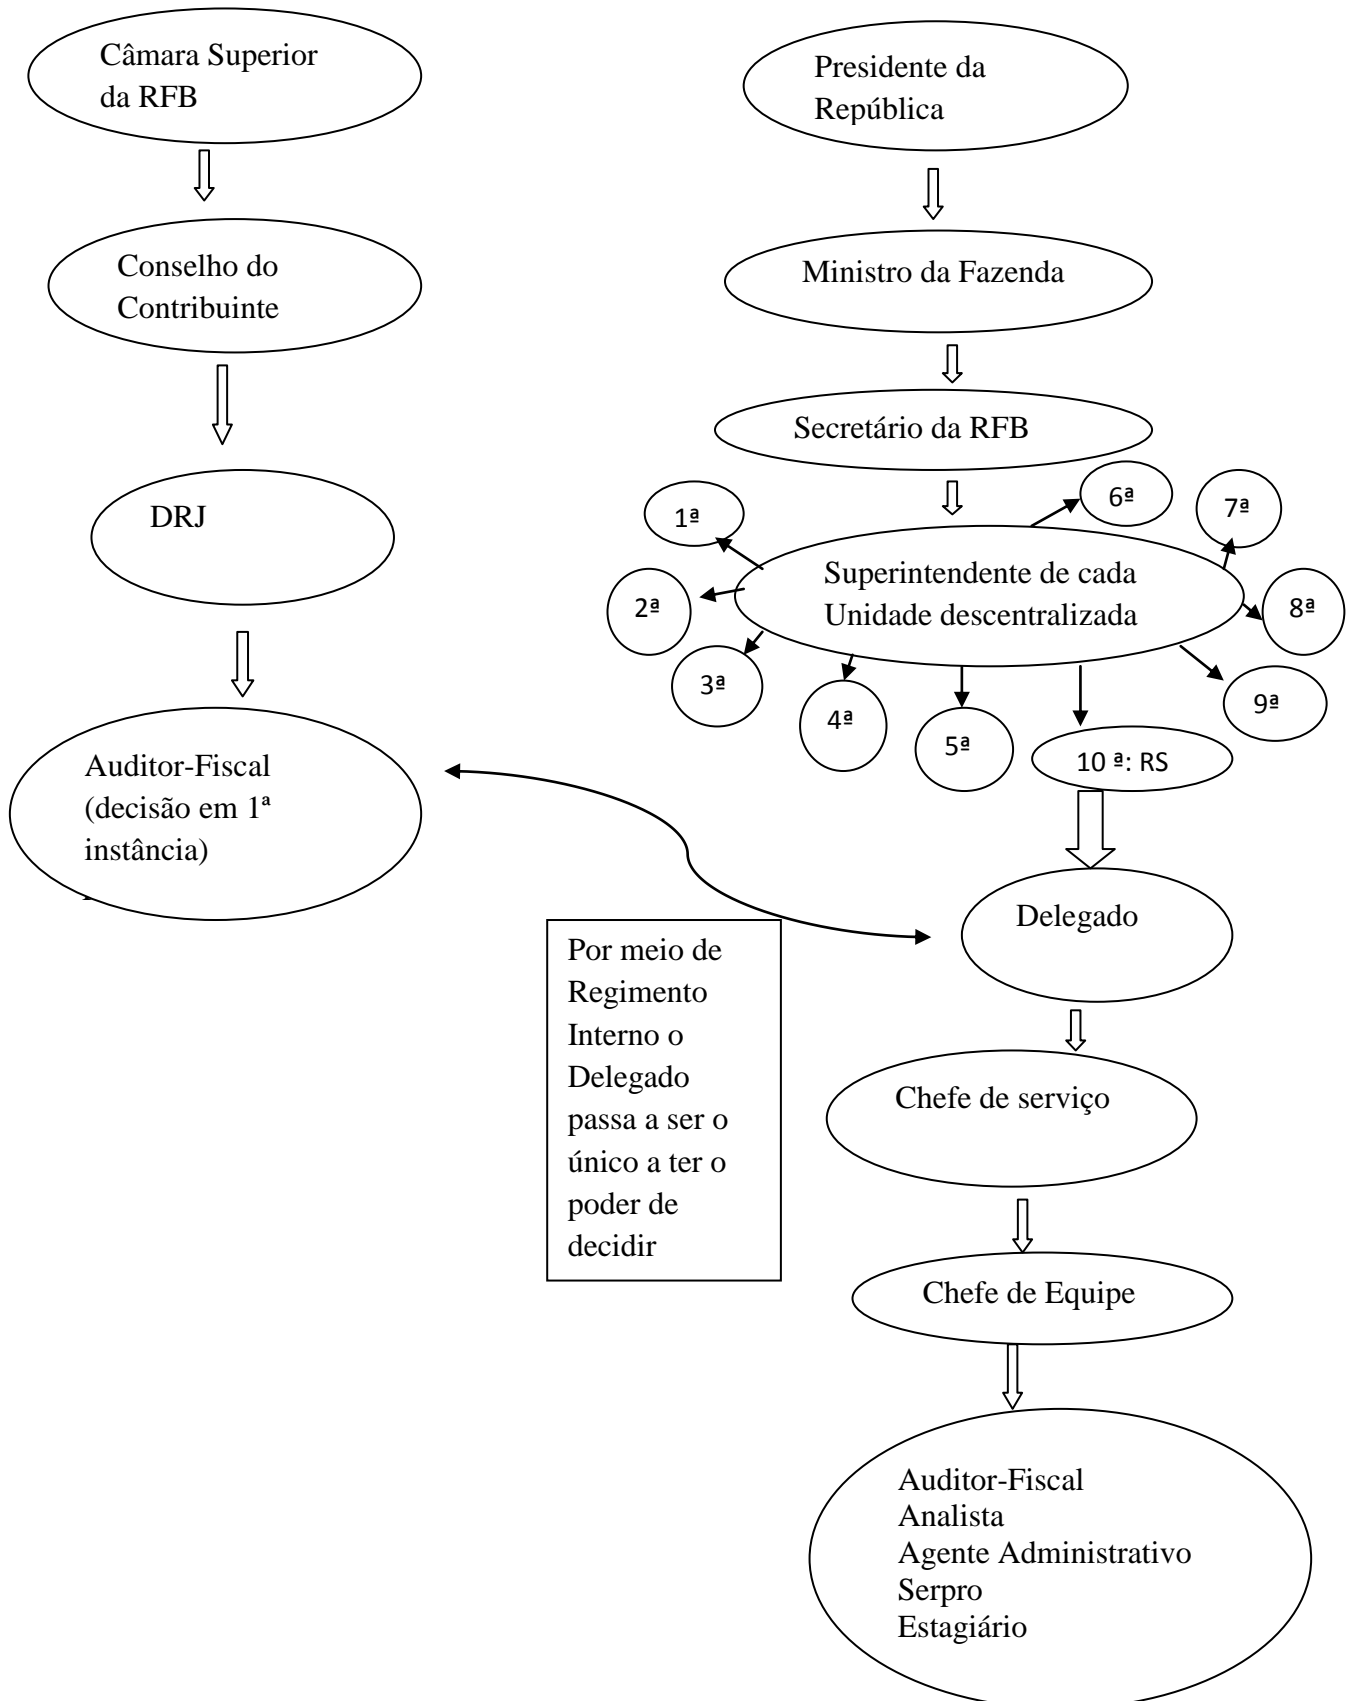 Câmara Superior
da RFB
Conselho do
Contribuinte
DRJ
Auditor-Fiscal
(decisão em 1ª
instância)
Presidente da
República
Ministro da Fazenda
Secretário da RFB
Superintendente de cada
Unidade descentralizada
1ª
2ª
3ª
4ª
5ª
6ª
7ª
8ª
9ª
10 ª: RS
Por meio de
Regimento
Interno o
Delegado
passa a ser o
único a ter o
poder de
decidir
Delegado
Chefe de serviço
Chefe de Equipe
Auditor-Fiscal
Analista
Agente Administrativo
Serpro
Estagiário